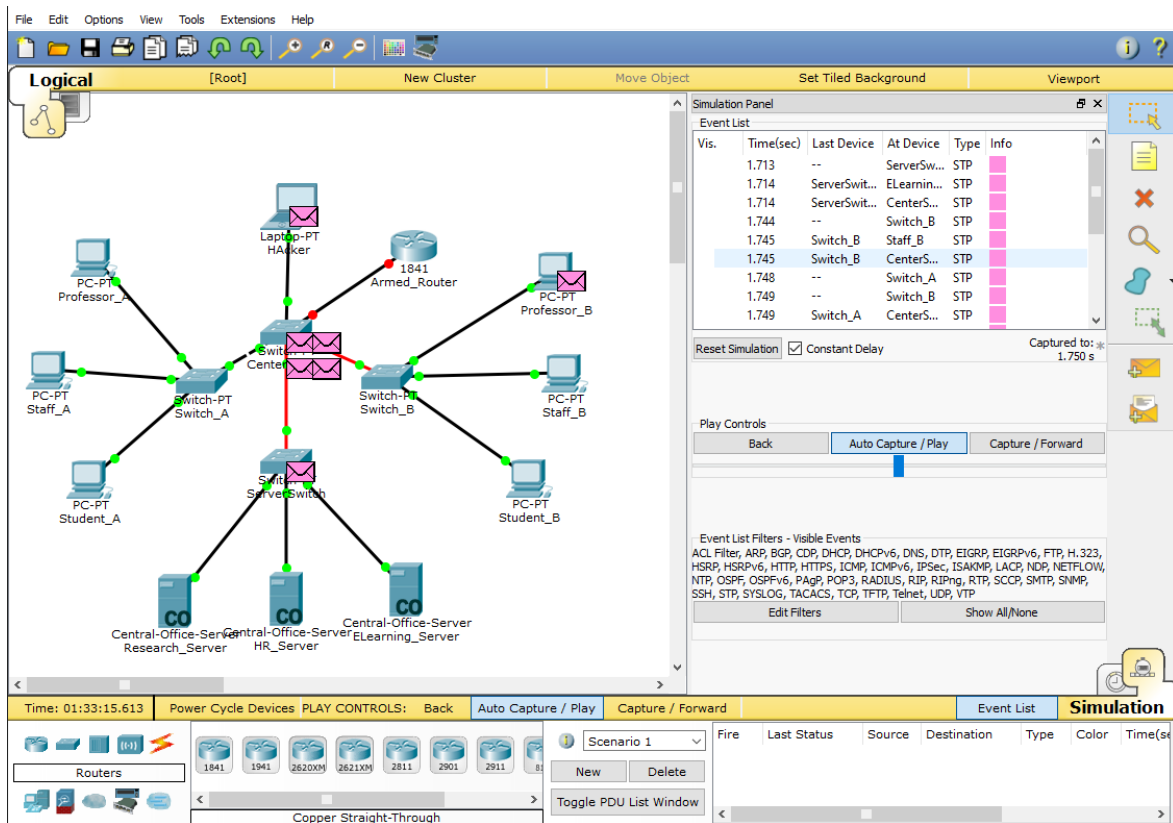 File Edit Options View Tools Extensions Help
Logical [Root] New Cluster Move Object Set Tiled Background Viewport
Simulation Panel
Event List
Vis. Time(sec) Last Device At Device Type Info
1.713 -- ServerSw... STP
1.714 ServerSwit... ELearnin... STP
1.714 ServerSwit... CenterS... STP
1.744 -- Switch_B STP
1.745 Switch_B Staff_B STP
1.745 Switch_B CenterS... STP
1.748 -- Switch_A STP
1.749 -- Switch_B STP
1.749 Switch_A CenterS... STP
Reset Simulation Constant Delay Captured to: *
1.750 s
Play Controls
Back Auto Capture / Play Capture / Forward
Event List Filters - Visible Events
ACL Filter, ARP, BGP, CDP, DHCP, DHCPv6, DNS, DTP, EIGRP, EIGRPv6, FTP, H.323,
HSRP, HSRPv6, HTTP, HTTPS, ICMP, ICMPv6, IPSec, ISAKMP, LACP, NDP, NETFLOW,
NTP, OSPF, OSPFv6, PAgP, POP3, RADIUS, RIP, RIPng, RTP, SCCP, SMTP, SNMP,
SSH, STP, SYSLOG, TACACS, TCP, TFTP, Telnet, UDP, VTP
Edit Filters Show All/None
Laptop-PT
HAcker
1841
Armed_Router
PC-PT
Professor_A
PC-PT
Professor_B
Center
PC-PT
Staff_A
Switch-PT
Switch_A
Switch-PT
Switch_B
PC-PT
Staff_B
ServerSwitch
PC-PT
Student_A
PC-PT
Student_B
CO
CO
CO
Central-Office-Server
Research_Server
Central-Office-Server
HR_Server
Central-Office-Server
ELearning_Server
Time: 01:33:15.613 Power Cycle Devices PLAY CONTROLS: Back Auto Capture / Play Capture / Forward Event List Simulation
Routers
1841 1941 2620XM 2621XM 2811 2901 2911
Copper Straight-Through
Scenario 1
New Delete
Toggle PDU List Window
Fire Last Status Source Destination Type Color Time(se